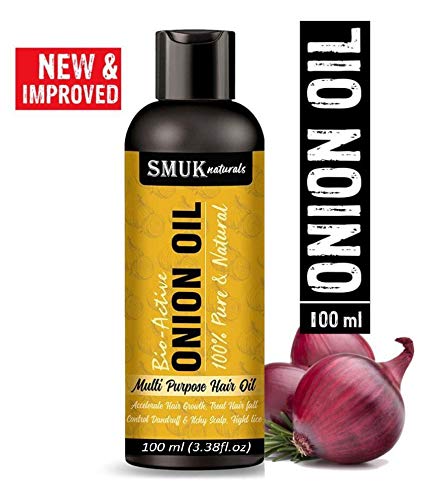 NEW &
IMPROVED
SMUK naturals
Bio-Active
ONION OIL
100% Pure & Natural
Multi Purpose Hair Oil
Accelerate Hair Growth, Treat Hair fall
Control Dandruff & Itchy Scalp, Fight lice
100 ml (3.38fl.oz)
ONION OIL
100 ml